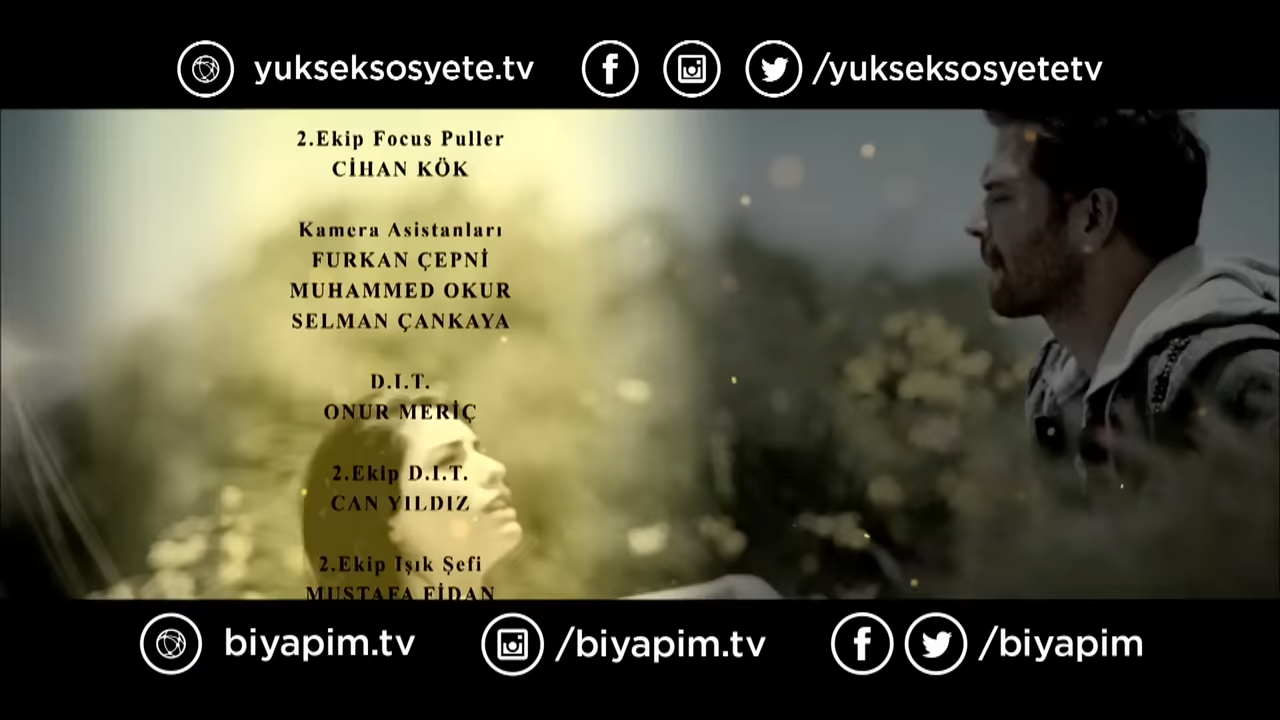 yukseksosyete.tv /yukseksosyetetv
2.Ekip Focus Puller
CİHAN KÖK
Kamera Asistanları
FURKAN ÇEPNİ
MUHAMMED OKUR
SELMAN ÇANKAYA
D.I.T.
ONUR MERİÇ
2.Ekip D.I.T.
CAN YILDIZ
2.Ekip Işık Şefi
MUSTAFA FİDAN
biyapim.tv /biyapim.tv /biyapim